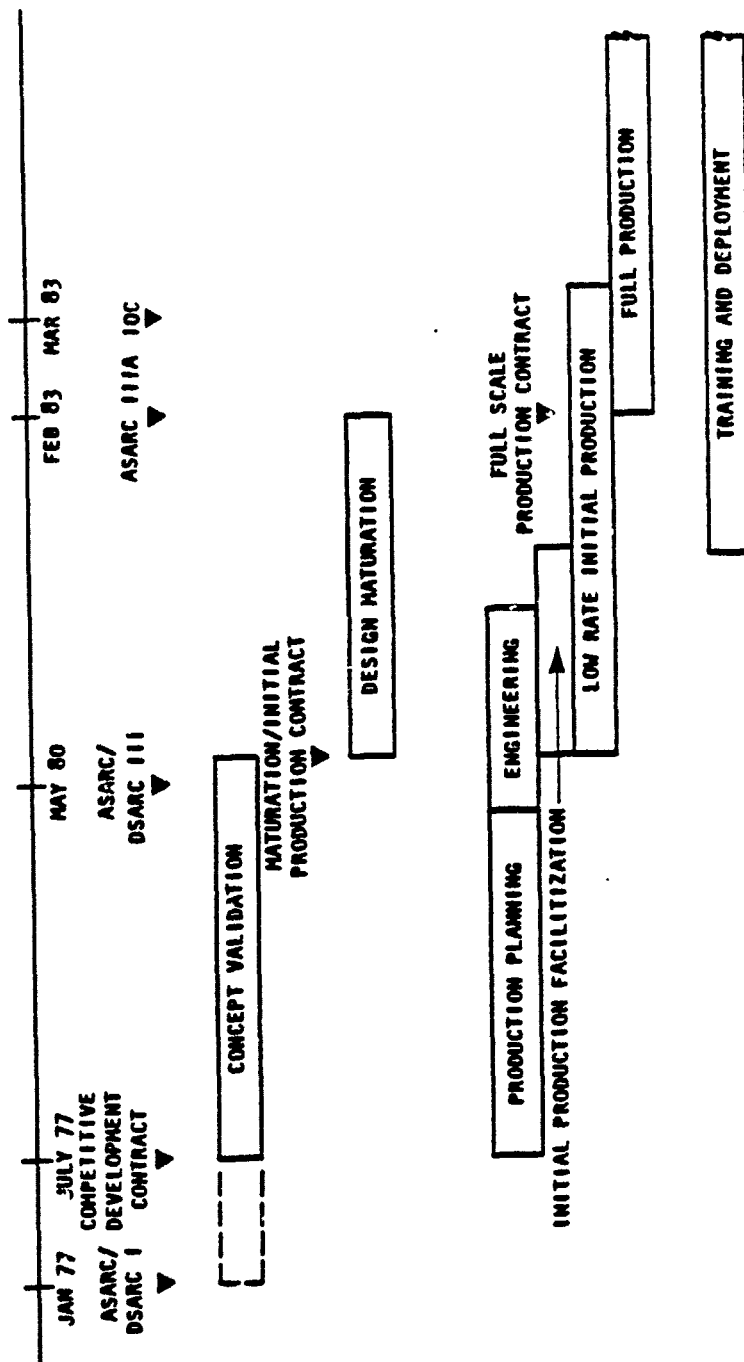 JAN 77
ASARC/
DSARC I
JULY 77
COMPETITIVE
DEVELOPMENT
CONTRACT
MAY 80
ASARC/
DSARC III
FEB 83
ASARC IIIA
MAR 83
IOC
CONCEPT VALIDATION
MATURATION/INITIAL
PRODUCTION CONTRACT
DESIGN MATURATION
PRODUCTION PLANNING
ENGINEERING
FULL SCALE
PRODUCTION CONTRACT
INITIAL PRODUCTION FACILITIZATION
LOW RATE INITIAL PRODUCTION
FULL PRODUCTION
TRAINING AND DEPLOYMENT